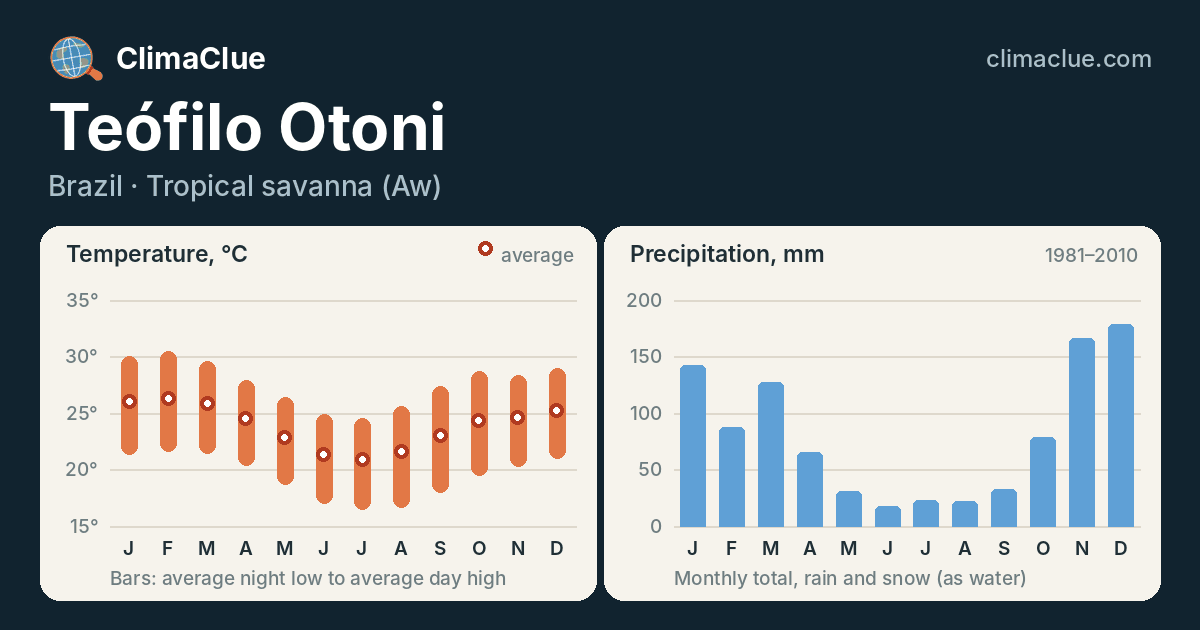 ClimaClue
climaclue.com
Teófilo Otoni
Brazil · Tropical savanna (Aw)
Temperature, °C
average
35°
30°
25°
20°
15°
J F M A M J J A S O N D
Bars: average night low to average day high
Precipitation, mm
1981–2010
200
150
100
50
0
J F M A M J J A S O N D
Monthly total, rain and snow (as water)